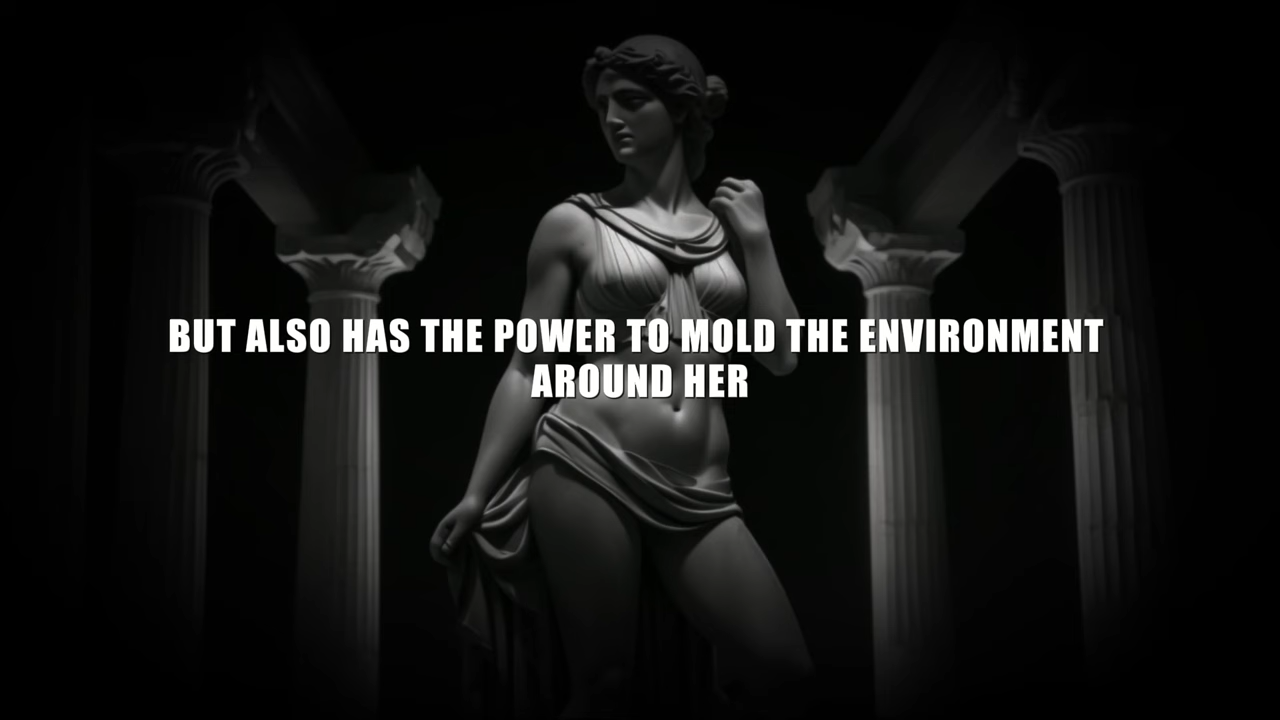 BUT ALSO HAS THE POWER TO MOLD THE ENVIRONMENT
AROUND HER